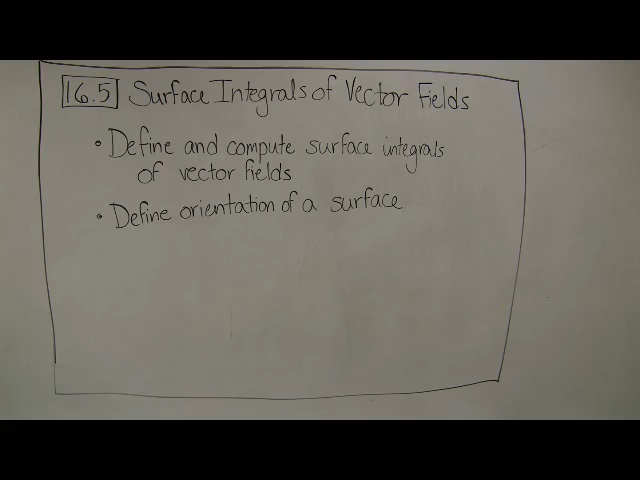 16.5 Surface Integrals of Vector Fields
• Define and compute surface integrals
of vector fields
• Define orientation of a surface